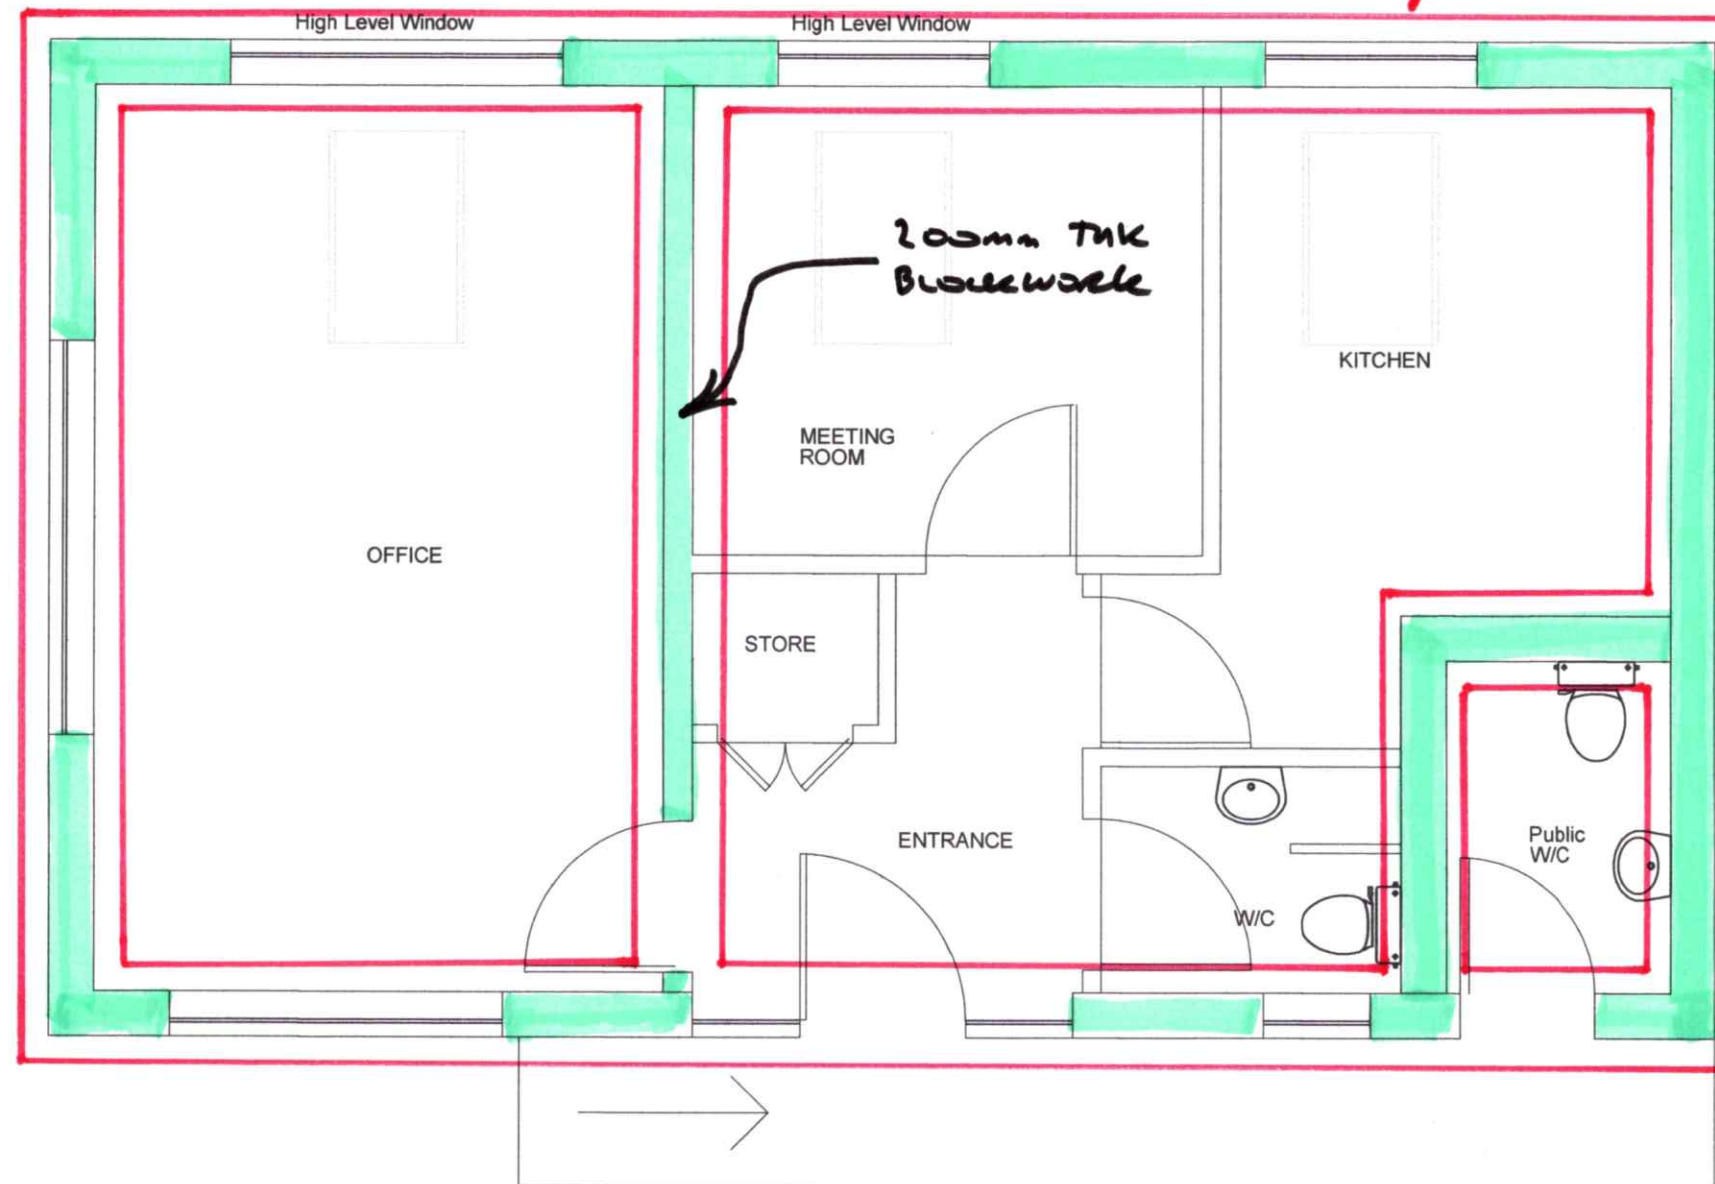 High Level Window
High Level Window
200mm THK
BLOCKWORK
KITCHEN
MEETING
ROOM
OFFICE
STORE
ENTRANCE
Public
W/C
W/C